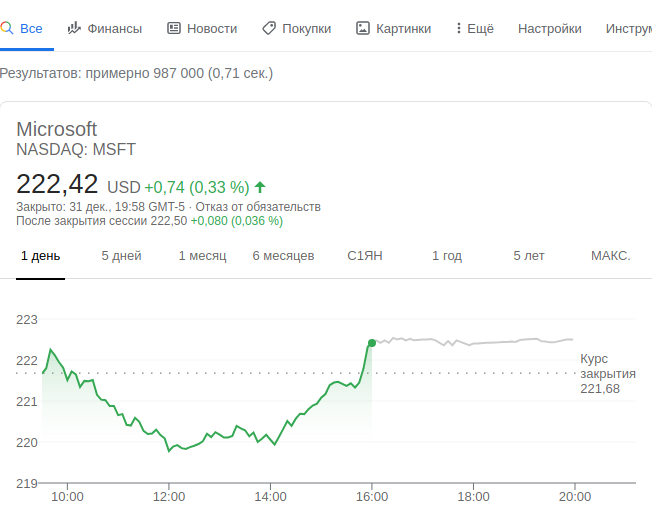 Все Финансы Новости Покупки Картинки Ещё Настройки
Результатов: примерно 987 000 (0,71 сек.)
Microsoft
NASDAQ: MSFT
222,42 USD +0,74 (0,33 %)
Закрыто: 31 дек., 19:58 GMT-5 · Отказ от обязательств
После закрытия сессии 222,50 +0,080 (0,036 %)
1 день 5 дней 1 месяц 6 месяцев С1ЯН 1 год 5 лет МАКС.
223
222
221
220
219
Курс
закрытия
221,68
10:00 12:00 14:00 16:00 18:00 20:00